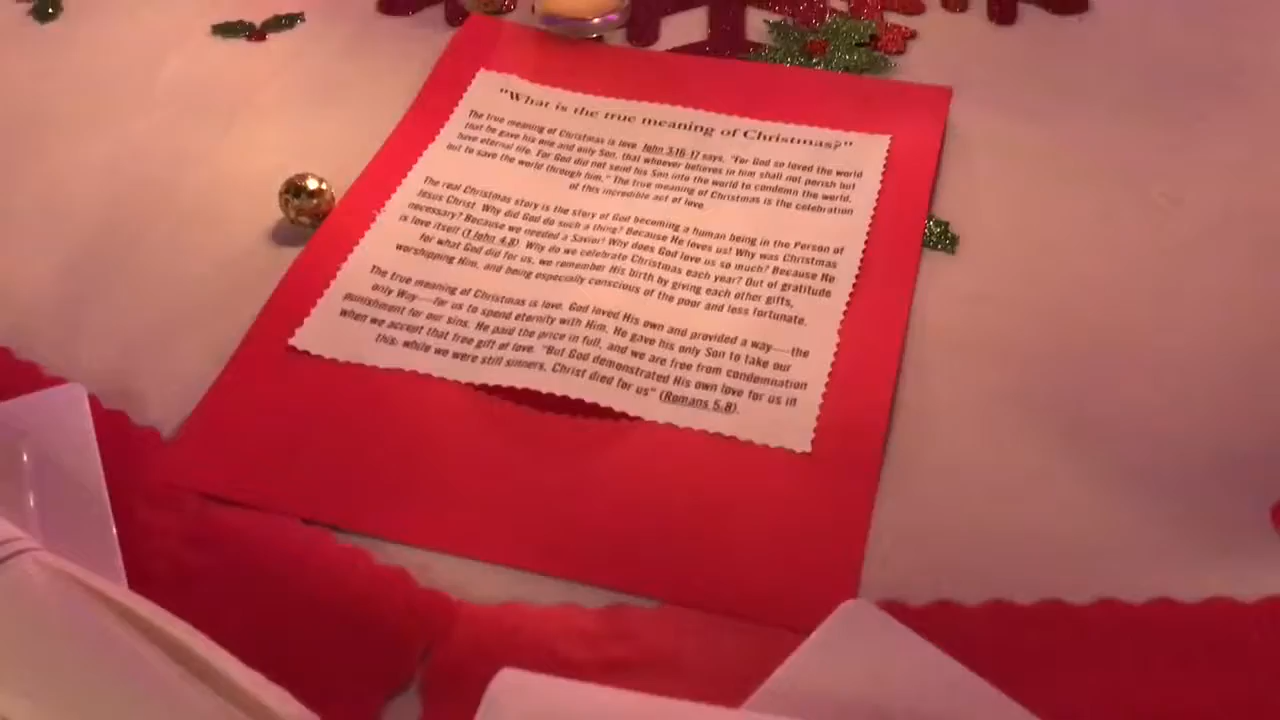 "What is the true meaning of Christmas?"
The true meaning of Christmas is love. John 3:16-17 says, "For God so loved the world
that he gave his one and only Son, that whoever believes in him shall not perish but
have eternal life. For God did not send his Son into the world to condemn the world,
but to save the world through him." The true meaning of Christmas is the celebration
of this incredible act of love.
The real Christmas story is the story of God becoming a human being in the Person of
Jesus Christ. Why did God do such a thing? Because He loves us! Why was Christmas
necessary? Because we needed a Savior! Why does God love us so much? Because He
is love itself (1 John 4:8). Why do we celebrate Christmas each year? Out of gratitude
for what God did for us, we remember His birth by giving each other gifts,
worshipping Him, and being especially conscious of the poor and less fortunate.
The true meaning of Christmas is love. God loved His own and provided a way—the
only Way—for us to spend eternity with Him. He gave his only Son to take our
punishment for our sins. He paid the price in full, and we are free from condemnation
when we accept that free gift of love. "But God demonstrated His own love for us in
this: while we were still sinners, Christ died for us" (Romans 5:8).